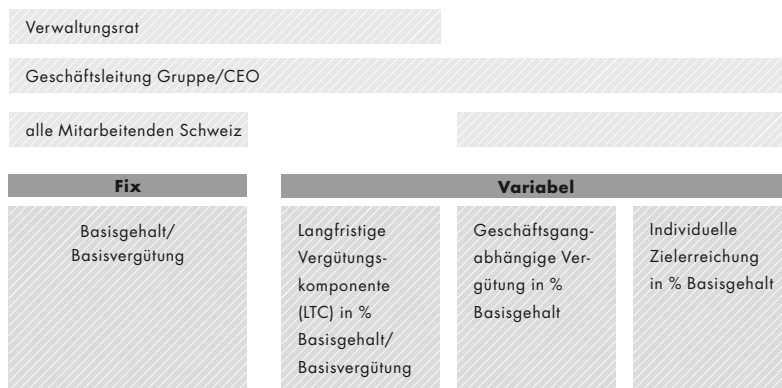 Verwaltungsrat
Geschäftsleitung Gruppe/CEO
alle Mitarbeitenden Schweiz
Fix
Variabel
Basisgehalt/
Basisvergütung
Langfristige
Vergütungs-
komponente
(LTC) in %
Basisgehalt/
Basisvergütung
Geschäftsgang-
abhängige Ver-
gütung in %
Basisgehalt
Individuelle
Zielerreichung
in % Basisgehalt